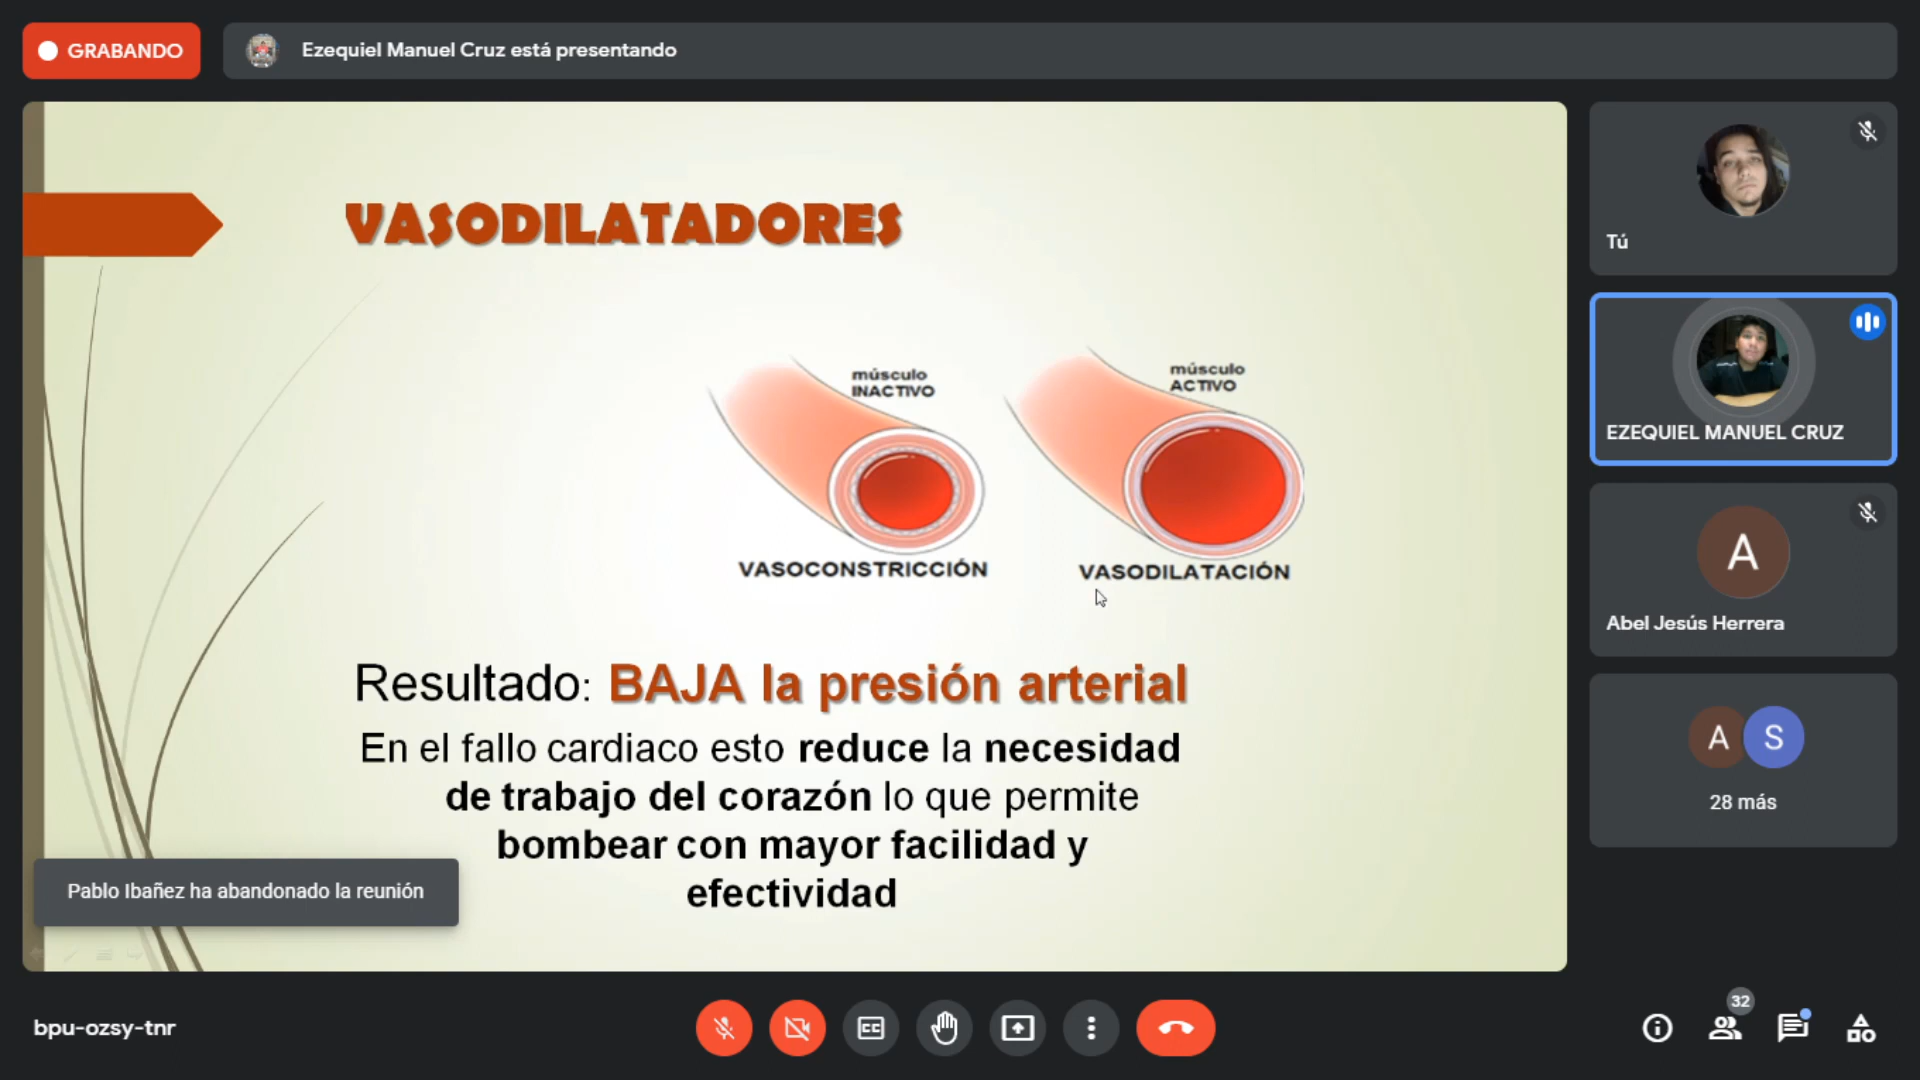 GRABANDO
Ezequiel Manuel Cruz está presentando
VASODILATADORES
músculo
INACTIVO
músculo
ACTIVO
VASOCONSTRICCIÓN
VASODILATACIÓN
Resultado: BAJA la presión arterial
En el fallo cardiaco esto reduce la necesidad
de trabajo del corazón lo que permite
bombear con mayor facilidad y
efectividad
Pablo Ibañez ha abandonado la reunión
Tú
EZEQUIEL MANUEL CRUZ
A
Abel Jesús Herrera
A S
28 más
bpu-ozsy-tnr
CC
32